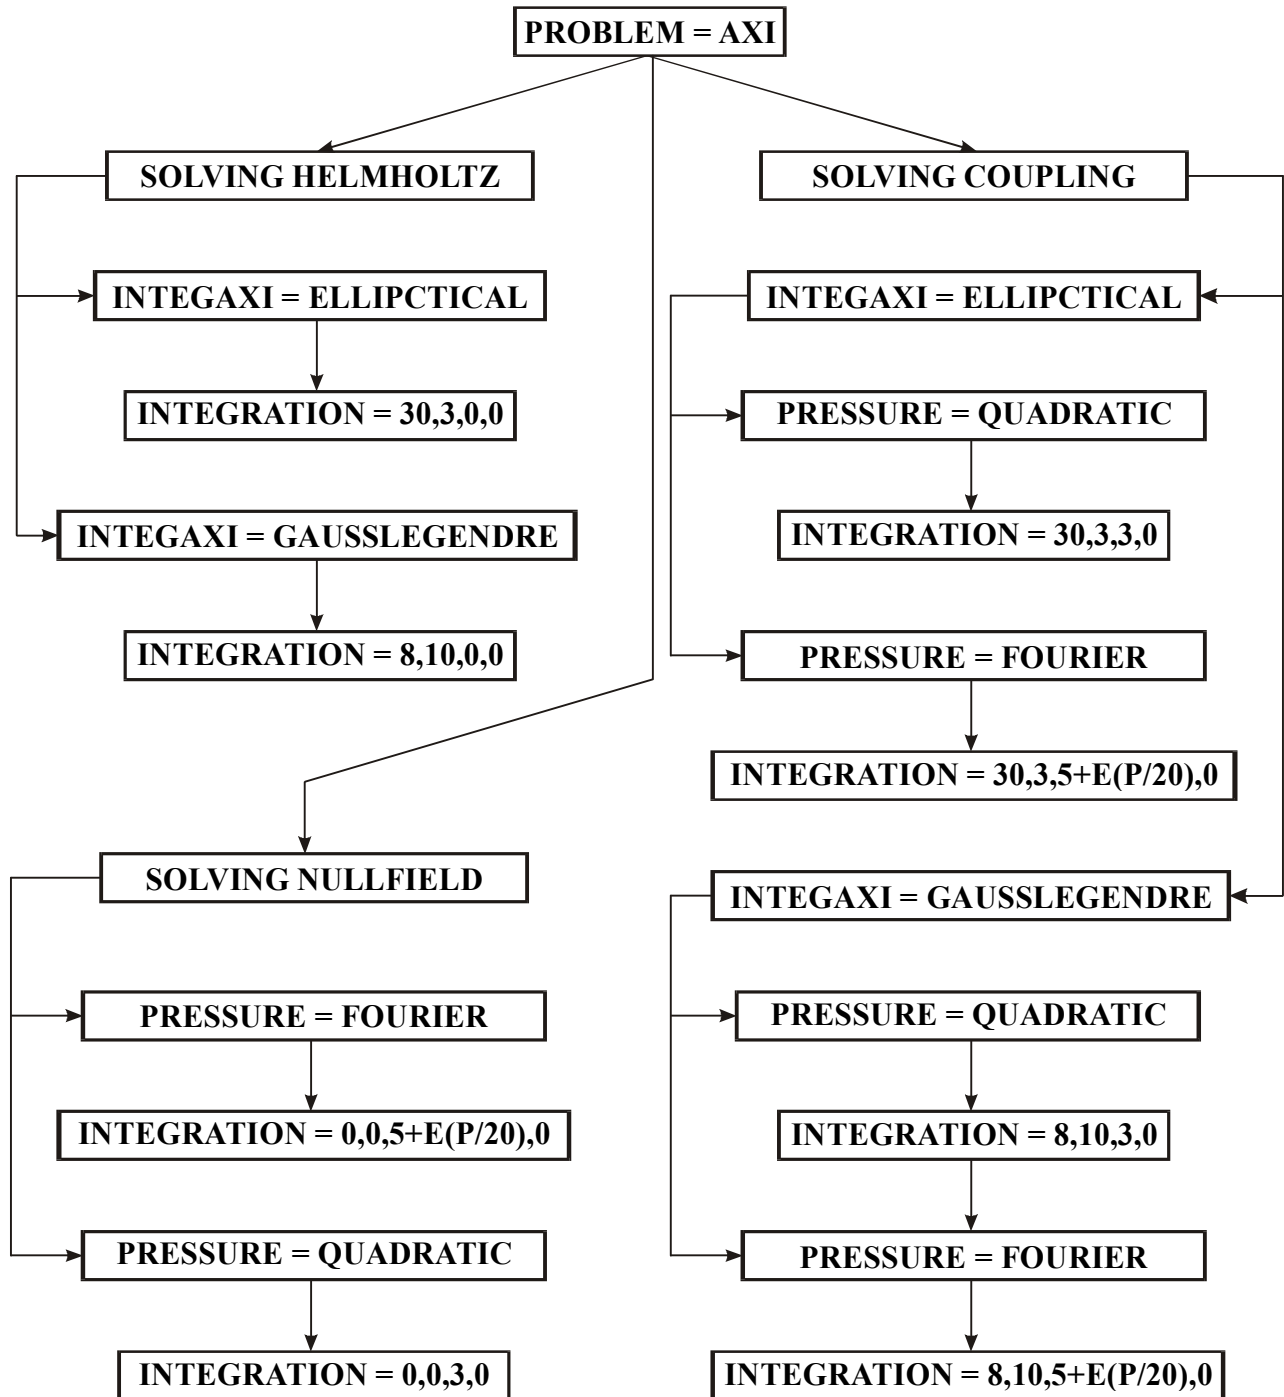 PROBLEM = AXI
SOLVING HELMHOLTZ
INTEGAXI = ELLIPCTICAL
INTEGRATION = 30,3,0,0
INTEGAXI = GAUSSLEGENDRE
INTEGRATION = 8,10,0,0
SOLVING COUPLING
INTEGAXI = ELLIPCTICAL
PRESSURE = QUADRATIC
INTEGRATION = 30,3,3,0
PRESSURE = FOURIER
INTEGRATION = 30,3,5+E(P/20),0
INTEGAXI = GAUSSLEGENDRE
PRESSURE = QUADRATIC
INTEGRATION = 8,10,3,0
PRESSURE = FOURIER
INTEGRATION = 8,10,5+E(P/20),0
SOLVING NULLFIELD
PRESSURE = FOURIER
INTEGRATION = 0,0,5+E(P/20),0
PRESSURE = QUADRATIC
INTEGRATION = 0,0,3,0